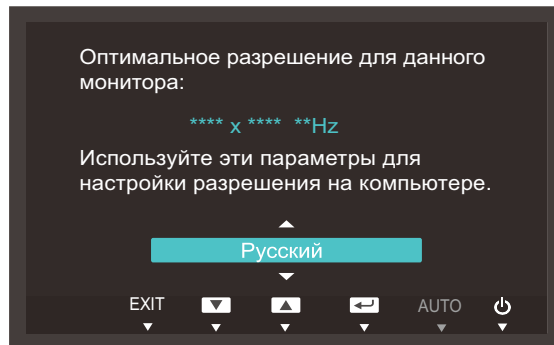 Оптимальное разрешение для данного
монитора:
**** x ****  **Hz
Используйте эти параметры для
настройки разрешения на компьютере.
Русский
EXIT AUTO